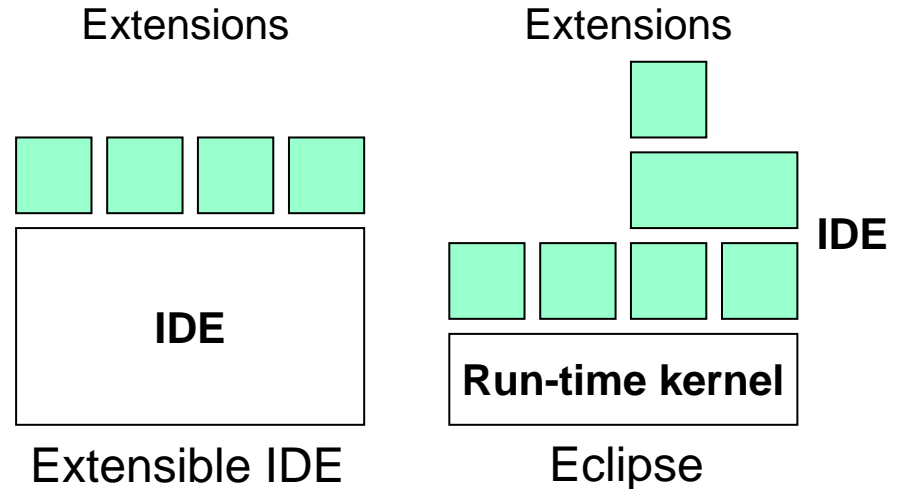 Extensions
IDE
Extensible IDE
Extensions
IDE
Run-time kernel
Eclipse